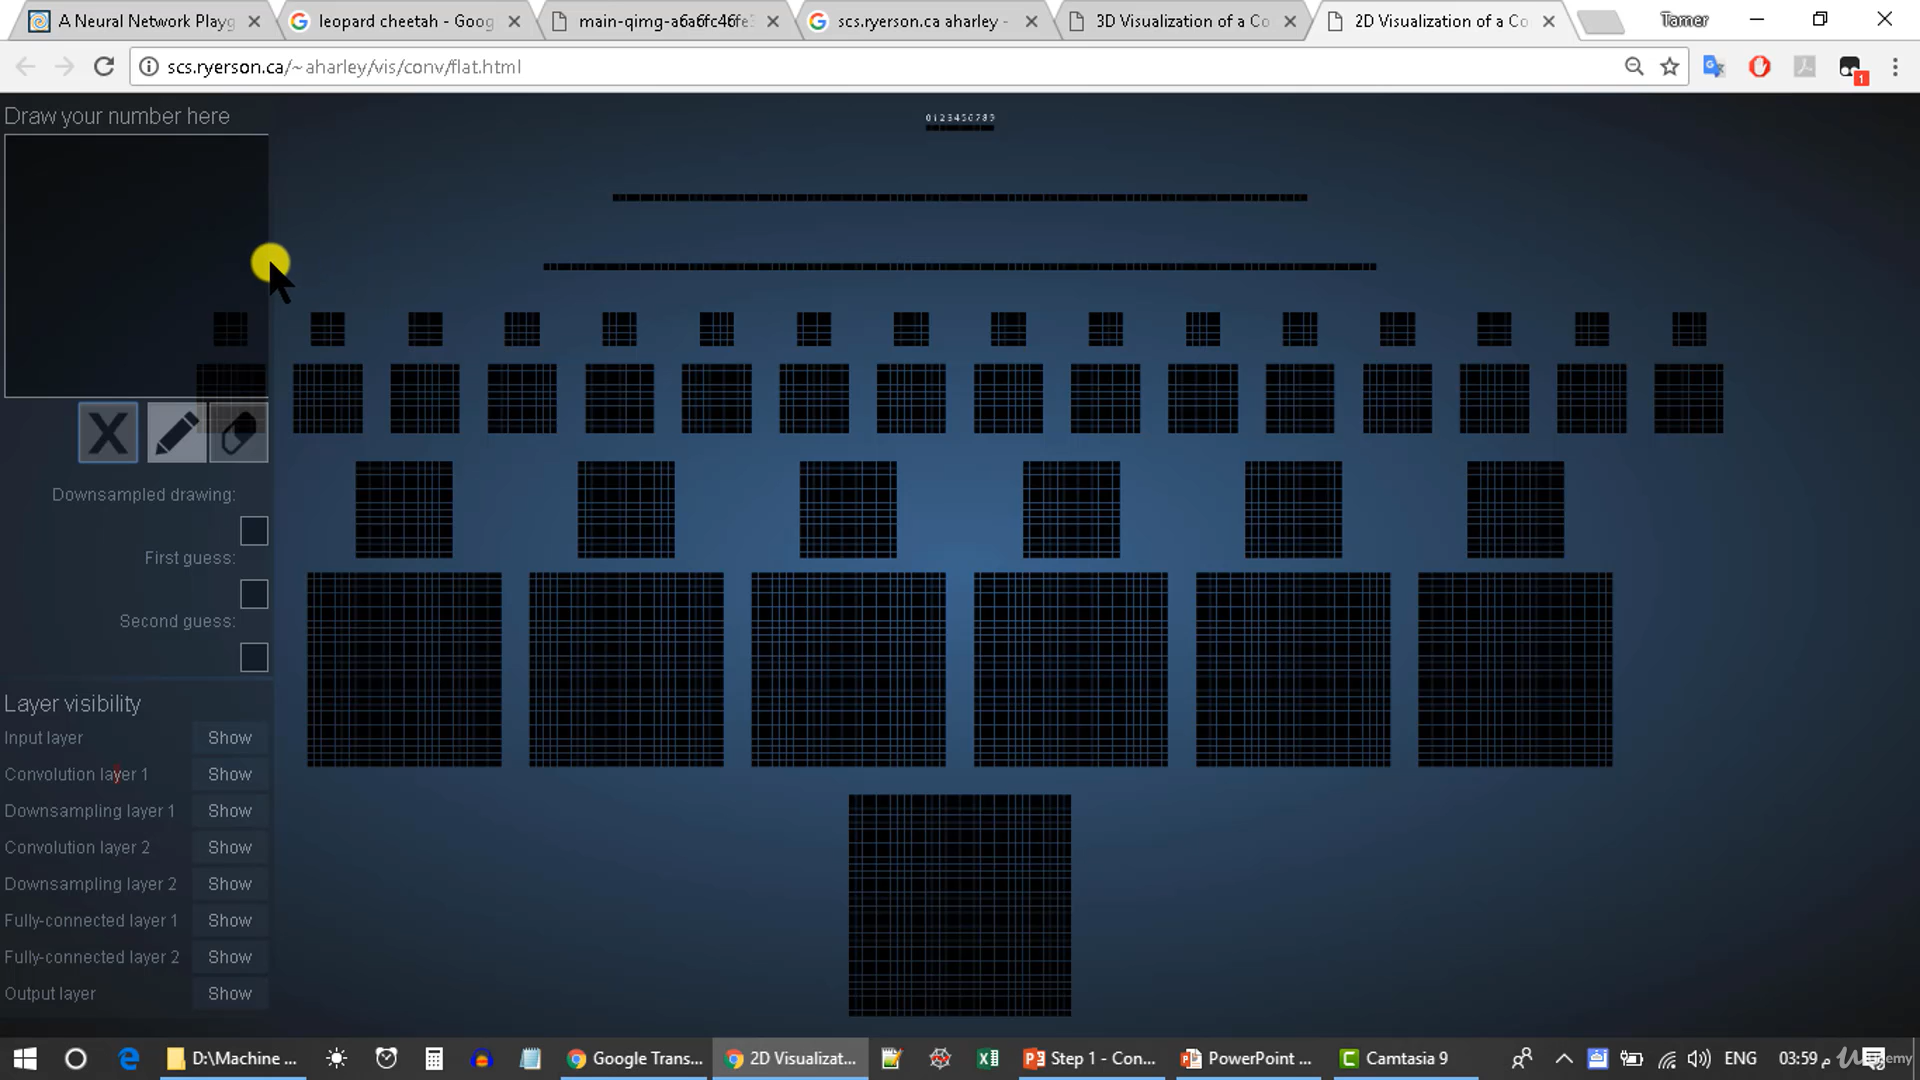 A Neural Network Playg
leopard cheetah - Goog
main-qimg-a6a6fc46fe3
scs.ryerson.ca aharley -
3D Visualization of a Co
2D Visualization of a Co
Tamer
scs.ryerson.ca/~aharley/vis/conv/flat.html
1
Draw your number here
0123456789
Downsampled drawing:
First guess:
Second guess:
Layer visibility
Input layer Show
Convolution layer 1 Show
Downsampling layer 1 Show
Convolution layer 2 Show
Downsampling layer 2 Show
Fully-connected layer 1 Show
Fully-connected layer 2 Show
Output layer Show
D:\Machine ...
Google Trans...
2D Visualizat...
Step 1 - Con...
PowerPoint ...
Camtasia 9
ENG
03:59 م
Udemy